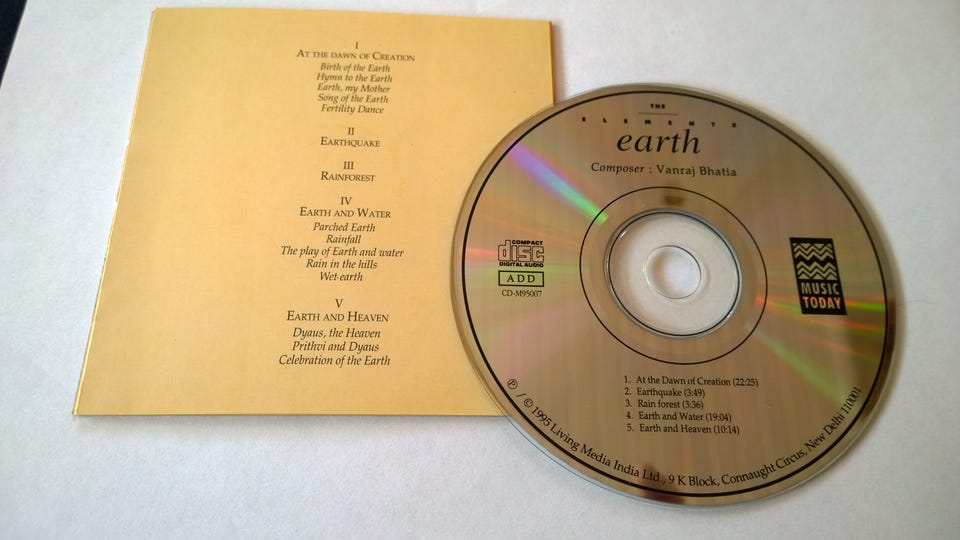 I
AT THE DAWN OF CREATION
Birth of the Earth
Hymn to the Earth
Earth, my Mother
Song of the Earth
Fertility Dance
II
EARTHQUAKE
III
RAINFOREST
IV
EARTH AND WATER
Parched Earth
Rainfall
The play of Earth and water
Rain in the hills
Wet earth
V
EARTH AND HEAVEN
Dyaus, the Heaven
Prithvi and Dyaus
Celebration of the Earth
THE
ELEMENTS
earth
Composer : Vanraj Bhatia
COMPACT
disc
DIGITAL AUDIO
ADD
CD-M95007
MUSIC
TODAY
1. At the Dawn of Creation (22:25)
2. Earthquake (3:49)
3. Rain forest (3:36)
4. Earth and Water (19:04)
5. Earth and Heaven (10:14)
℗ / © 1995 Living Media India Ltd., 9 K Block, Connaught Circus, New Delhi 110001